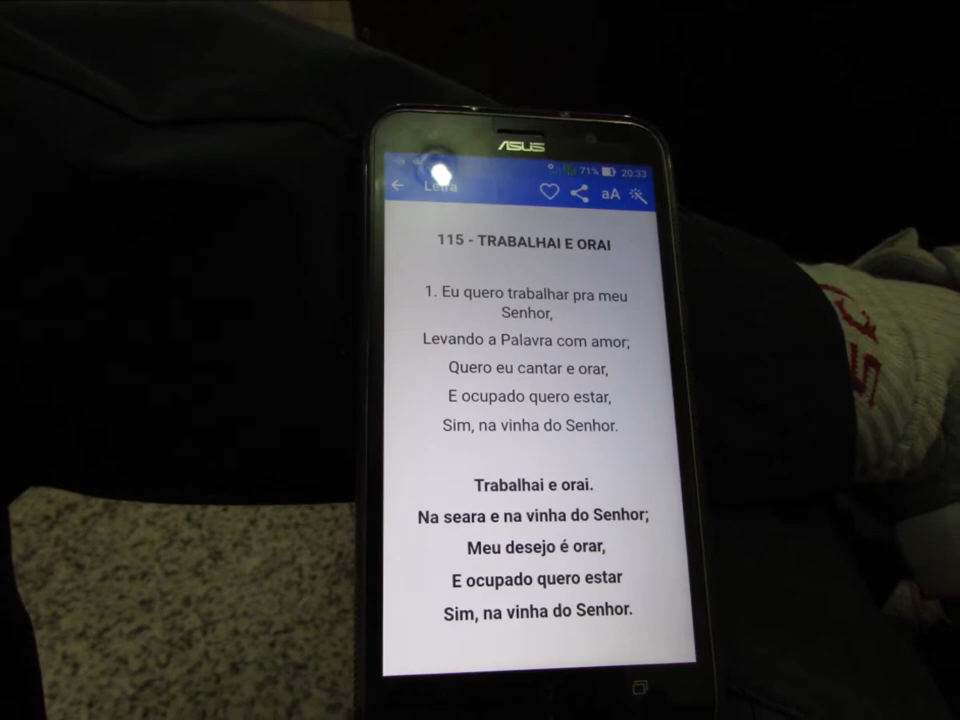 ASUS
71% 20:33
Letra
aA
115 - TRABALHAI E ORAI
1. Eu quero trabalhar pra meu
Senhor,
Levando a Palavra com amor;
Quero eu cantar e orar,
E ocupado quero estar,
Sim, na vinha do Senhor.
Trabalhai e orai.
Na seara e na vinha do Senhor;
Meu desejo é orar,
E ocupado quero estar
Sim, na vinha do Senhor.